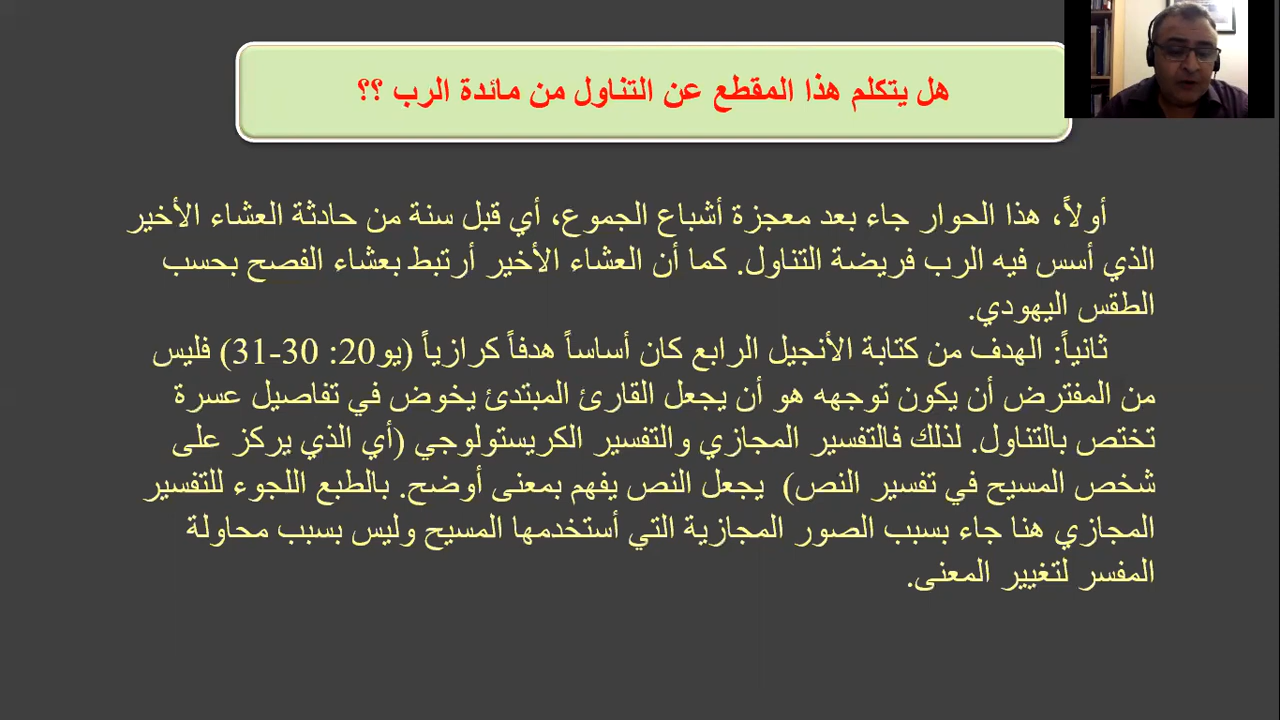 هل يتكلم هذا المقطع عن التناول من مائدة الرب ؟؟
أولاً، هذا الحوار جاء بعد معجزة أشباع الجموع، أي قبل سنة من حادثة العشاء الأخير
الذي أسس فيه الرب فريضة التناول. كما أن العشاء الأخير أرتبط بعشاء الفصح بحسب
الطقس اليهودي.
ثانياً: الهدف من كتابة الأنجيل الرابع كان أساساً هدفاً كرازياً (يو20: 30-31) فليس
من المفترض أن يكون توجهه هو أن يجعل القارئ المبتدئ يخوض في تفاصيل عسرة
تختص بالتناول. لذلك فالتفسير المجازي والتفسير الكريستولوجي (أي الذي يركز على
شخص المسيح في تفسير النص) يجعل النص يفهم بمعنى أوضح. بالطبع اللجوء للتفسير
المجازي هنا جاء بسبب الصور المجازية التي أستخدمها المسيح وليس بسبب محاولة
المفسر لتغيير المعنى.